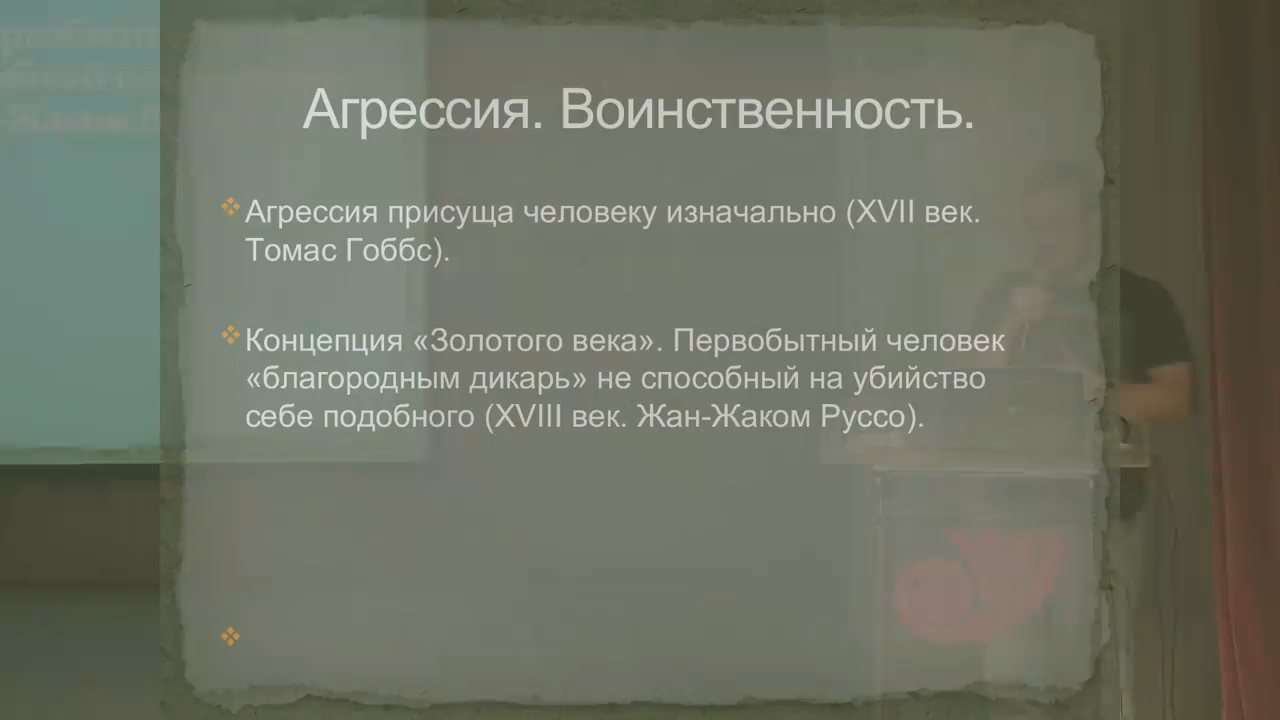 Агрессия. Воинственность.
Агрессия присуща человеку изначально (XVII век.
Томас Гоббс).
Концепция «Золотого века». Первобытный человек
«благородным дикарь» не способный на убийство
себе подобного (XVIII век. Жан-Жаком Руссо).